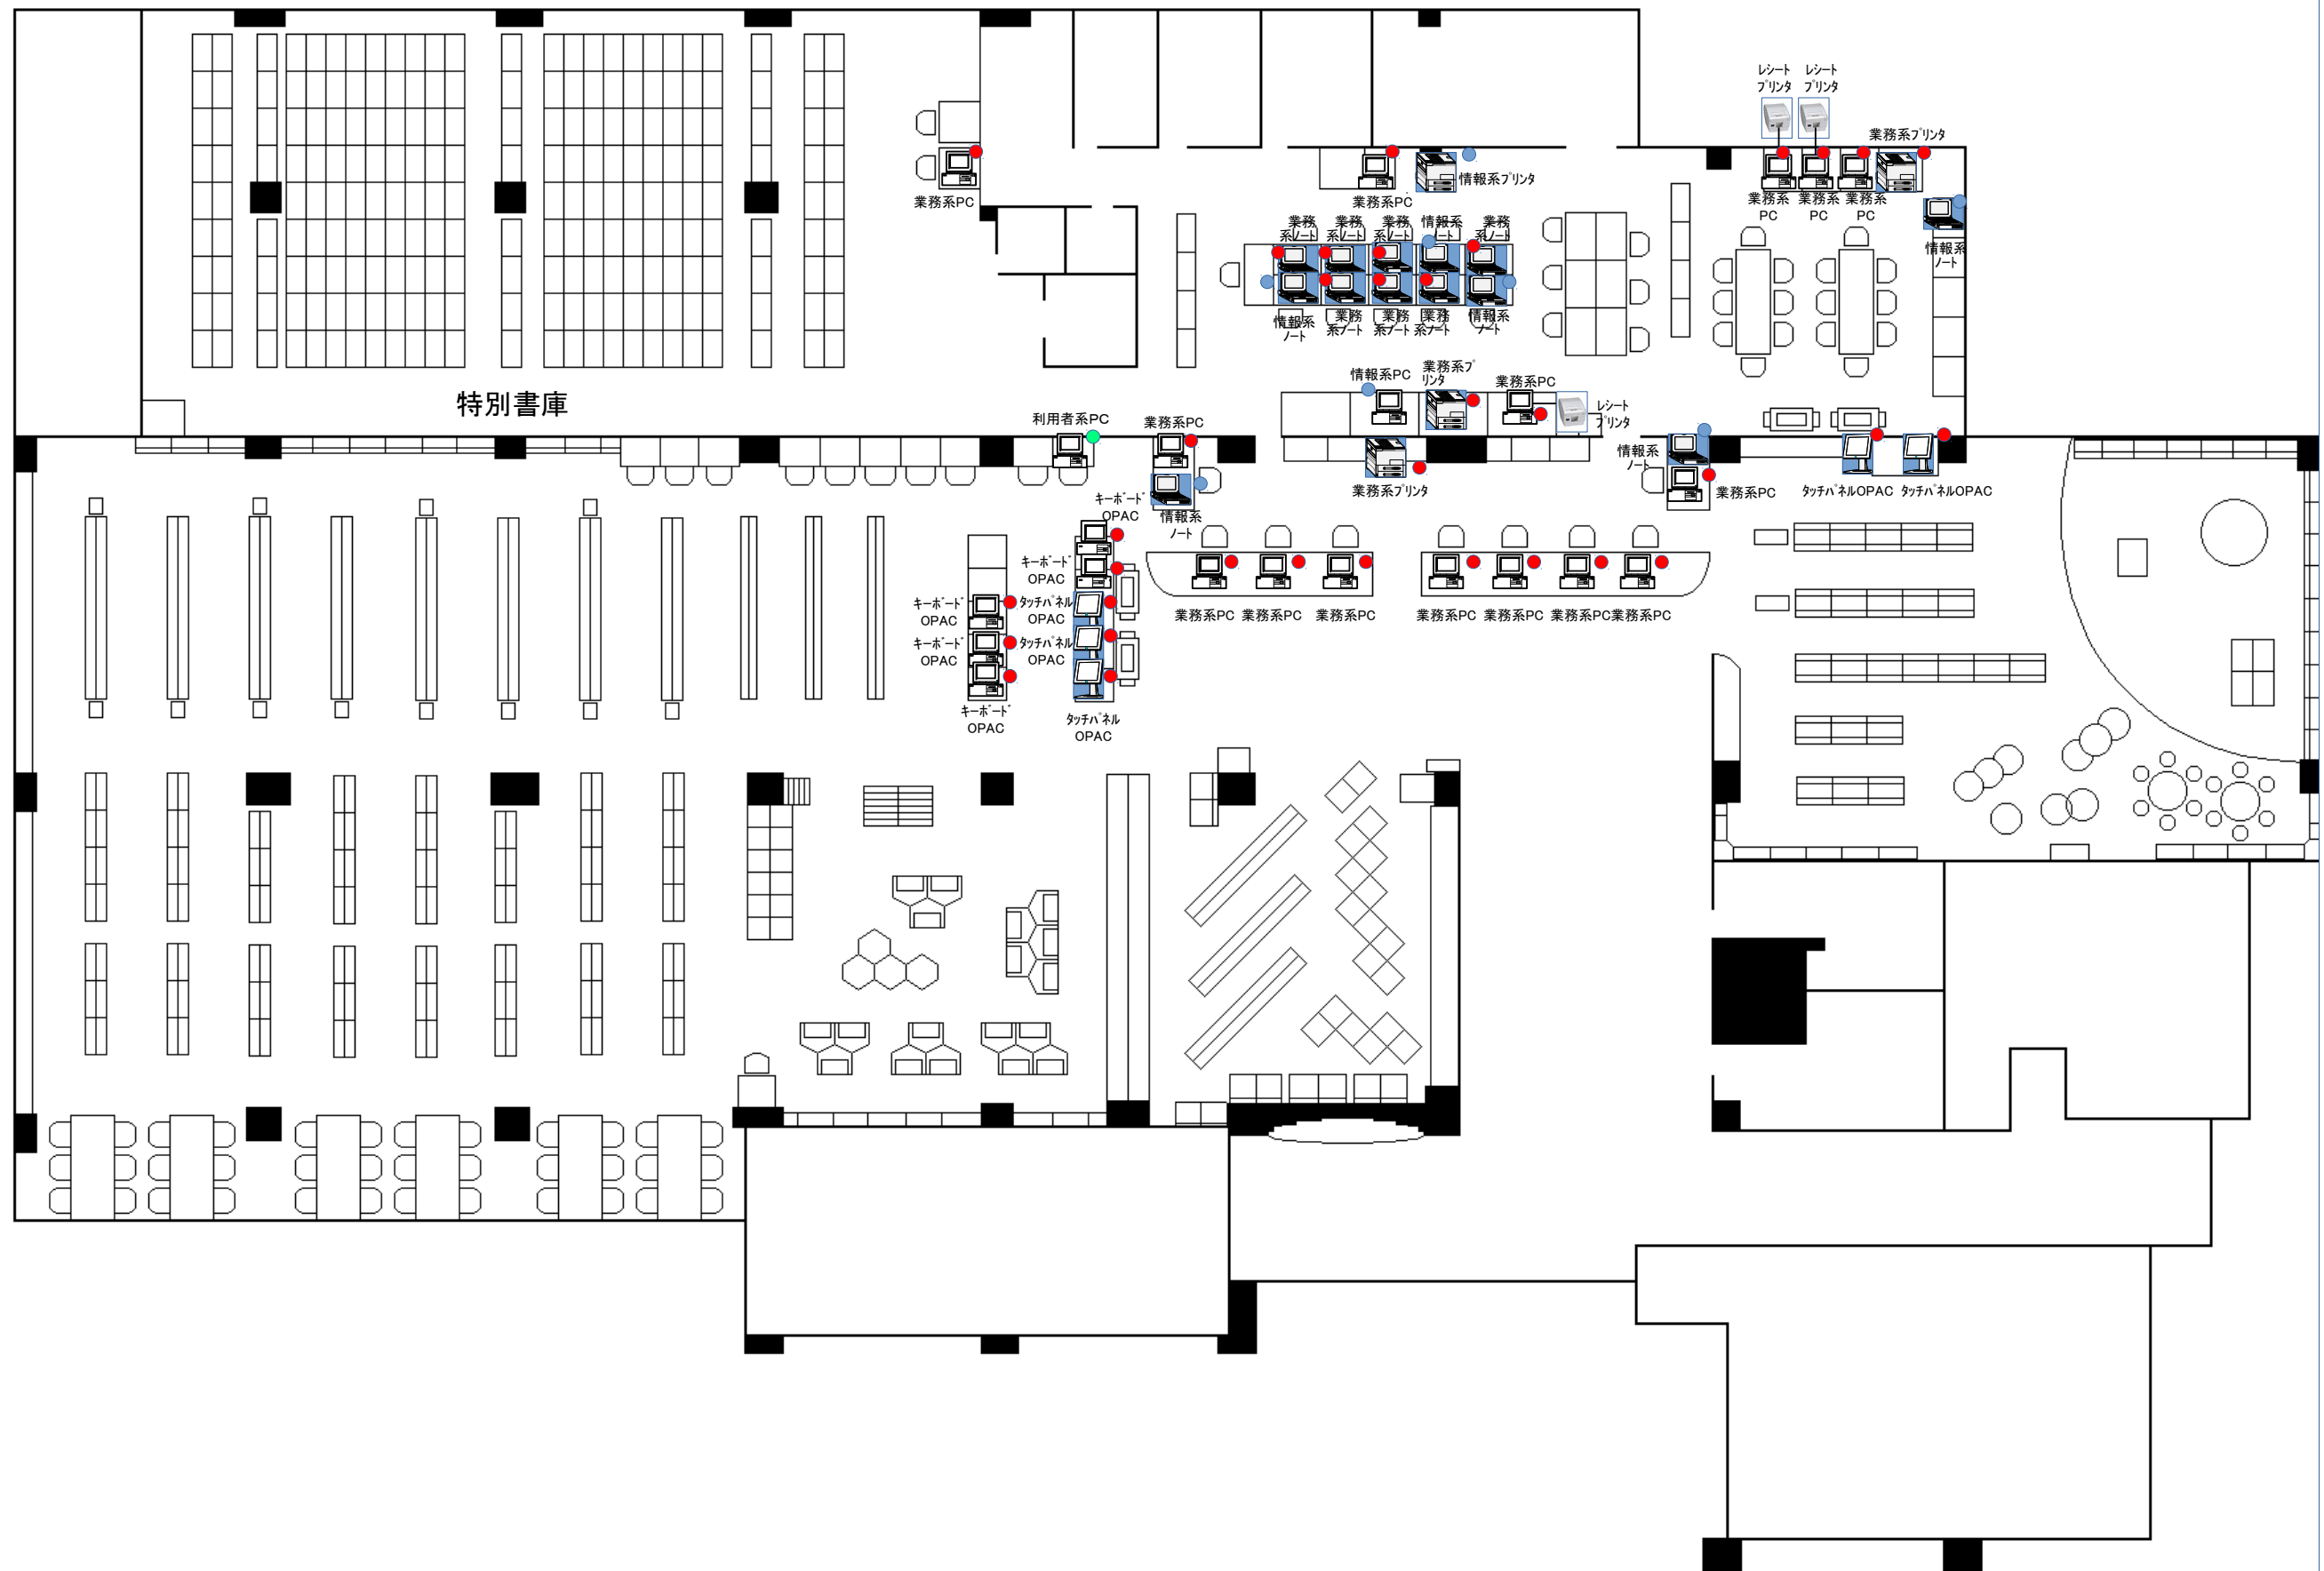 レシート
プリンタ
レシート
プリンタ
業務系プリンタ
業務系PC
業務系PC
情報系プリンタ
業務系
PC
業務系
PC
業務系
PC
情報系
ノート
業務
系ノート
業務
系ノート
業務
系ノート
情報系
ノート
業務
系ノート
情報系
ノート
業務
系ノート
業務
系ノート
業務
系ノート
情報系
ノート
特別書庫
情報系PC
業務系プ
リンタ
業務系PC
レシート
プリンタ
利用者系PC
業務系PC
情報系
ノート
業務系プリンタ
業務系PC
タッチパネルOPAC
タッチパネルOPAC
キーボード
OPAC
情報系
ノート
キーボード
OPAC
キーボード
OPAC
タッチパネル
OPAC
キーボード
OPAC
タッチパネル
OPAC
キーボード
OPAC
タッチパネル
OPAC
業務系PC
業務系PC
業務系PC
業務系PC
業務系PC
業務系PC
業務系PC